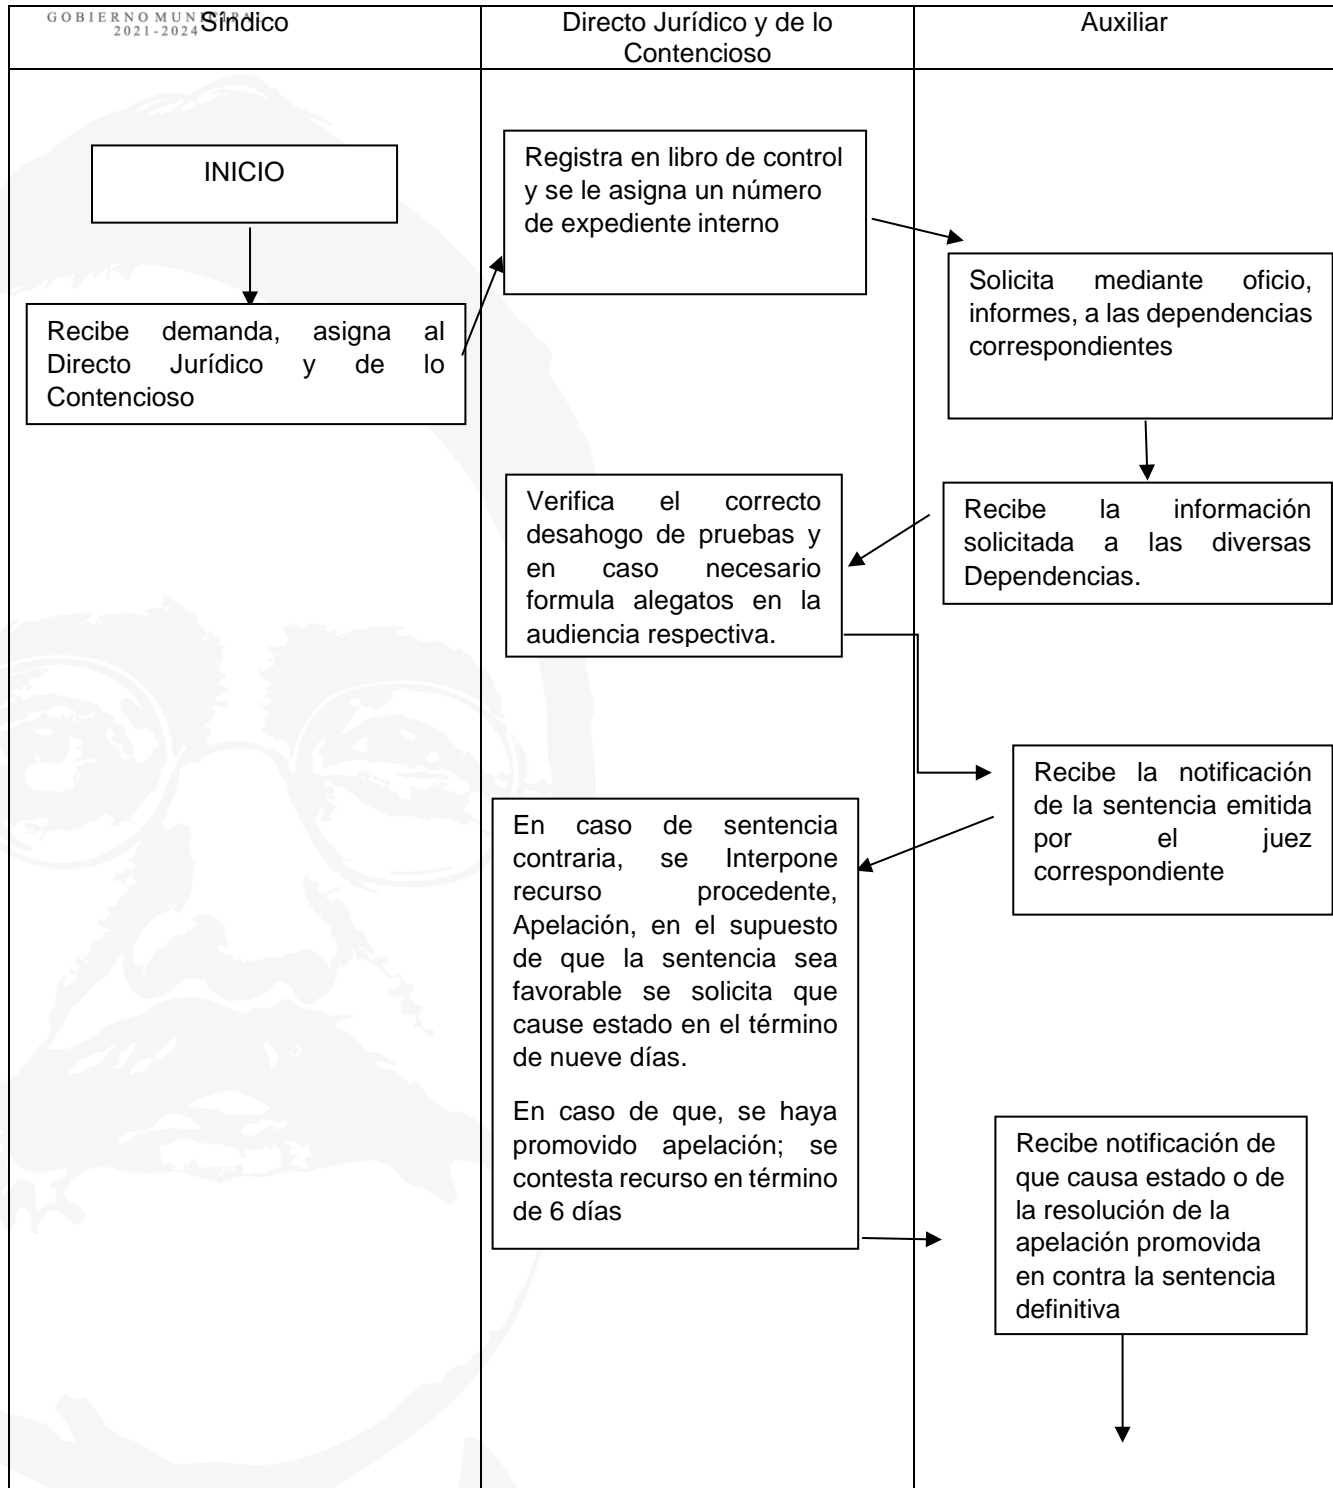 GOBIERNO MUNICIPAL
2021-2024
Síndico
Directo Jurídico y de lo
Contencioso
Auxiliar
INICIO
Recibe demanda, asigna al
Directo Jurídico y de lo
Contencioso
Registra en libro de control
y se le asigna un número
de expediente interno
Solicita mediante oficio,
informes, a las dependencias
correspondientes
Recibe la información
solicitada a las diversas
Dependencias.
Verifica el correcto
desahogo de pruebas y
en caso necesario
formula alegatos en la
audiencia respectiva.
Recibe la notificación
de la sentencia emitida
por el juez
correspondiente
En caso de sentencia
contraria, se Interpone
recurso procedente,
Apelación, en el supuesto
de que la sentencia sea
favorable se solicita que
cause estado en el término
de nueve días.
En caso de que, se haya
promovido apelación; se
contesta recurso en término
de 6 días
Recibe notificación de
que causa estado o de
la resolución de la
apelación promovida
en contra la sentencia
definitiva